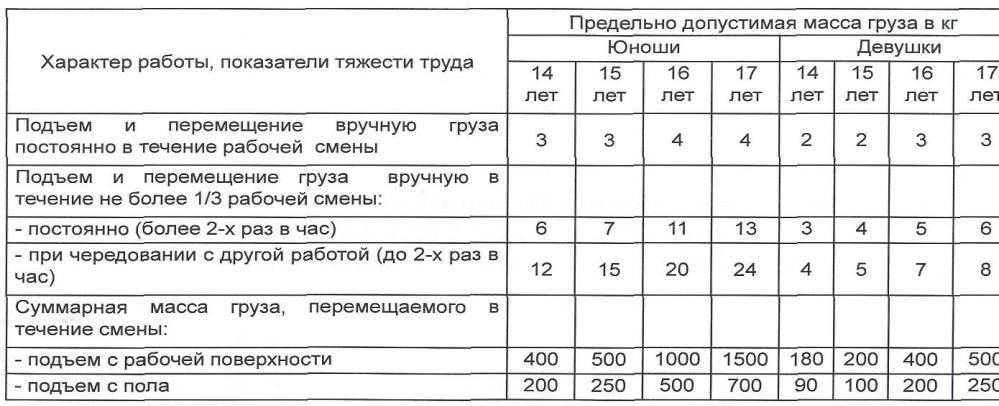 Предельно допустимая масса груза в кг
Характер работы, показатели тяжести труда
Юноши Девушки
14 лет 15 лет 16 лет 17 лет 14 лет 15 лет 16 лет 17 лет
Подъем и перемещение вручную груза
постоянно в течение рабочей смены 3 3 4 4 2 2 3 3
Подъем и перемещение груза вручную в
течение не более 1/3 рабочей смены:
- постоянно (более 2-х раз в час) 6 7 11 13 3 4 5 6
- при чередовании с другой работой (до 2-х раз в
час) 12 15 20 24 4 5 7 8
Суммарная масса груза, перемещаемого в
течение смены:
- подъем с рабочей поверхности 400 500 1000 1500 180 200 400 500
- подъем с пола 200 250 500 700 90 100 200 250